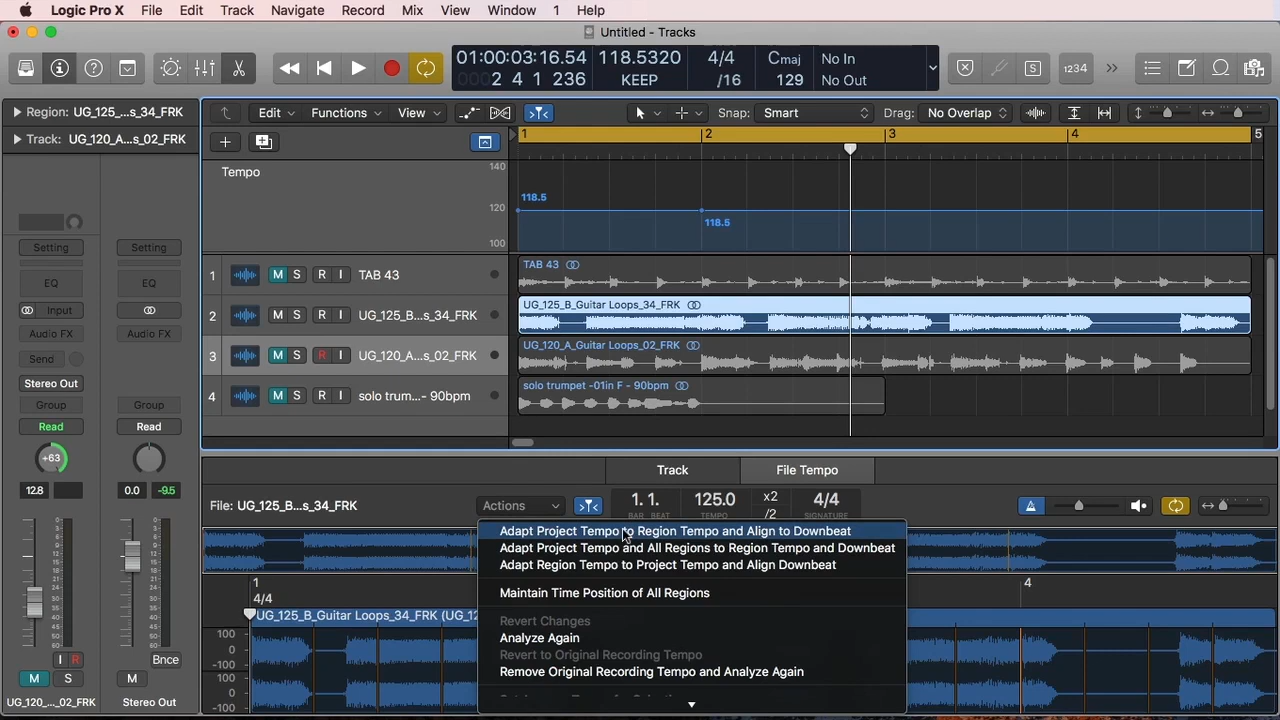 Logic Pro X File Edit Track Navigate Record Mix View Window 1 Help
Untitled - Tracks
01:00:03:16.54 118.5320 4/4 Cmaj No In
0002 4 1 236 KEEP /16 129 No Out
1234
Region: UG_125_...s_34_FRK
Track: UG_120_A...s_02_FRK
Edit Functions View Snap: Smart Drag: No Overlap
1 2 3 4 5
Tempo
140
120
100
118.5
118.5
1 M S R I TAB 43
TAB 43
2 M S R I UG_125_B...s_34_FRK
UG_125_B_Guitar Loops_34_FRK
3 M S R I UG_120_A...s_02_FRK
UG_120_A_Guitar Loops_02_FRK
4 M S R I solo trum...- 90bpm
solo trumpet -01in F - 90bpm
Setting Setting
EQ EQ
Input
Audio FX Audio FX
Send
Stereo Out
Group Group
Read Read
+63
12.8 0.0 -9.5
I R Bnce
M S M
UG_120_..._02_FRK Stereo Out
Track File Tempo
File: UG_125_B...s_34_FRK
Actions
1. 1. 125.0 x2 4/4
BAR BEAT TEMPO /2 SIGNATURE
Adapt Project Tempo to Region Tempo and Align to Downbeat
Adapt Project Tempo and All Regions to Region Tempo and Downbeat
Adapt Region Tempo to Project Tempo and Align Downbeat
Maintain Time Position of All Regions
Revert Changes
Analyze Again
Revert to Original Recording Tempo
Remove Original Recording Tempo and Analyze Again
1 4
4/4
UG_125_B_Guitar Loops_34_FRK (UG_1
100
0
-100
100
0
-100